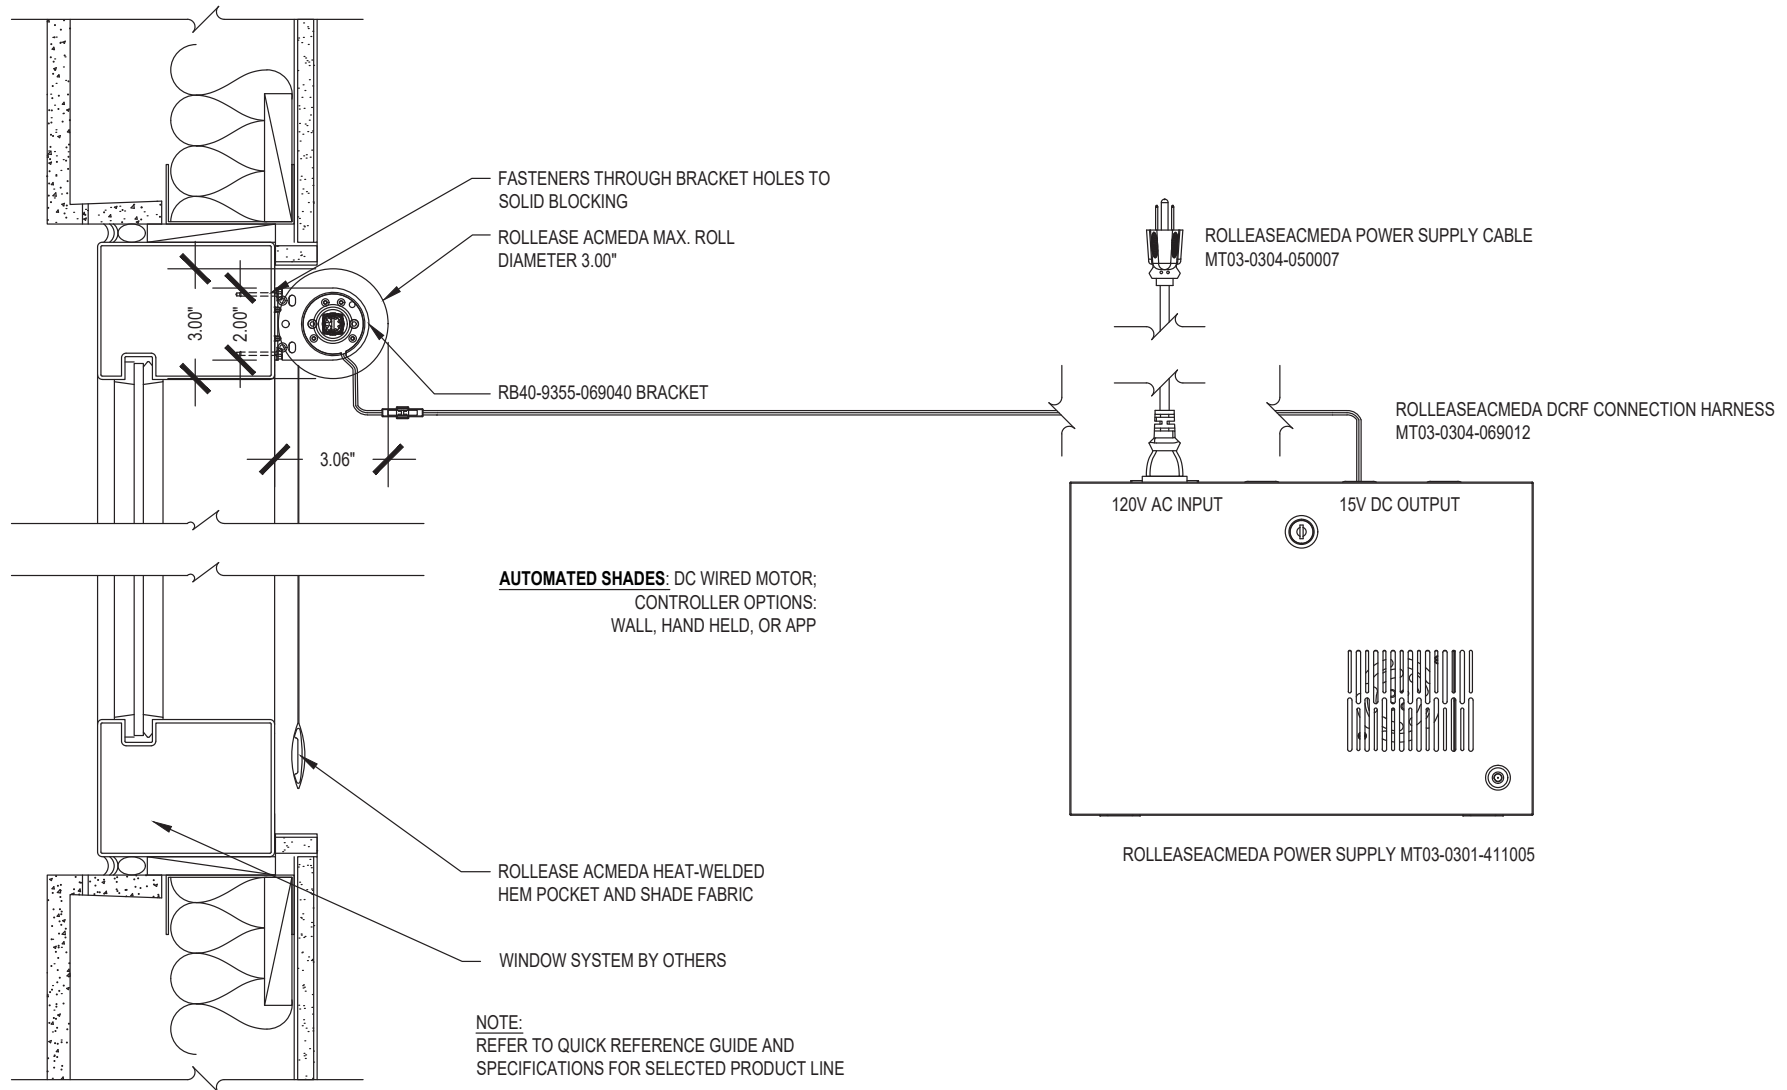 FASTENERS THROUGH BRACKET HOLES TO
SOLID BLOCKING
ROLLEASE ACMEDA MAX. ROLL
DIAMETER 3.00"
3.00"
2.00"
RB40-9355-069040 BRACKET
3.06"
ROLLEASEACMEDA POWER SUPPLY CABLE
MT03-0304-050007
ROLLEASEACMEDA DCRF CONNECTION HARNESS
MT03-0304-069012
120V AC INPUT
15V DC OUTPUT
AUTOMATED SHADES: DC WIRED MOTOR;
CONTROLLER OPTIONS:
WALL, HAND HELD, OR APP
ROLLEASEACMEDA POWER SUPPLY MT03-0301-411005
ROLLEASE ACMEDA HEAT-WELDED
HEM POCKET AND SHADE FABRIC
WINDOW SYSTEM BY OTHERS
NOTE:
REFER TO QUICK REFERENCE GUIDE AND
SPECIFICATIONS FOR SELECTED PRODUCT LINE